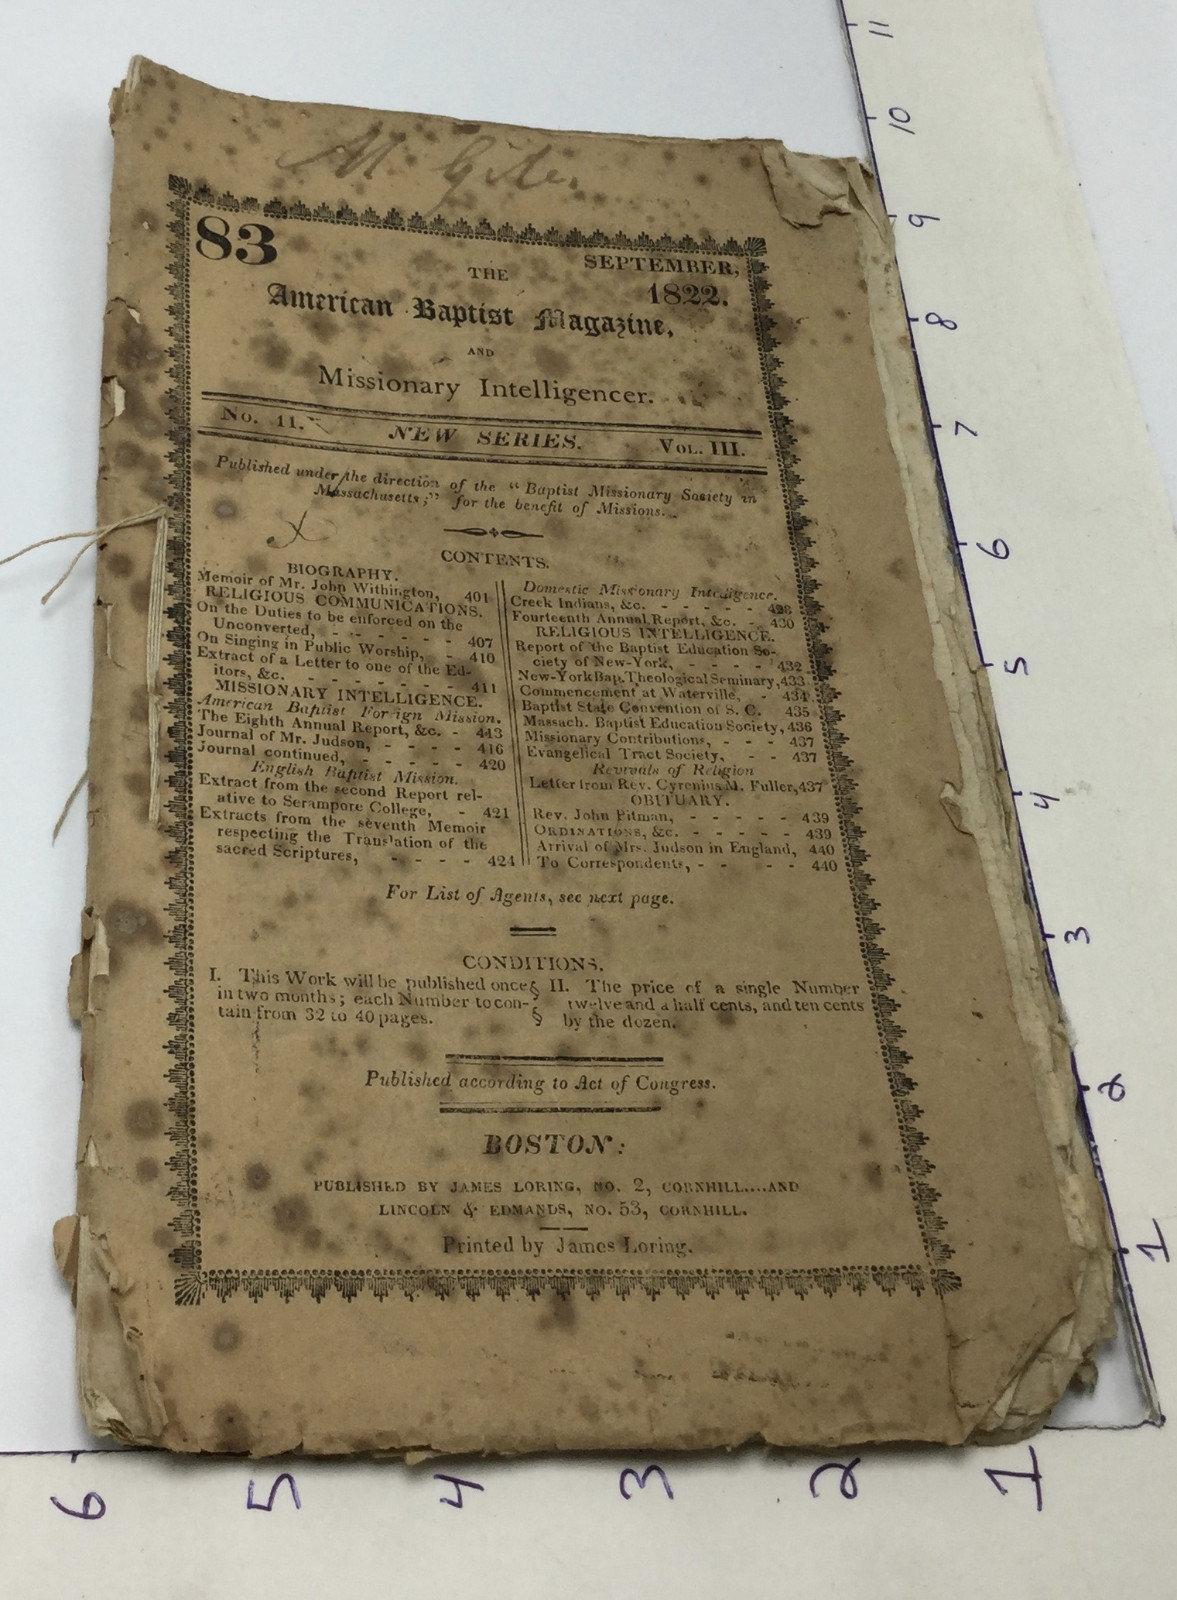 83
SEPTEMBER,
1822.
THE
American Baptist Magazine,
AND
Missionary Intelligencer.
No. 11.
NEW SERIES.
Vol. III.
Published under the direction of the "Baptist Missionary Society in
Massachusetts;" for the benefit of Missions.
CONTENTS.
BIOGRAPHY.
Memoir of Mr. John Withington, 401
RELIGIOUS COMMUNICATIONS.
On the Duties to be enforced on the
Unconverted, - - - - - - 407
On Singing in Public Worship, - 410
Extract of a Letter to one of the Ed-
itors, &c. - - - - - - - 411
MISSIONARY INTELLIGENCE.
American Baptist Foreign Mission.
The Eighth Annual Report, &c. - 413
Journal of Mr. Judson, - - - - 416
Journal continued, - - - - - 420
English Baptist Mission.
Extract from the second Report rel-
ative to Serampore College, - 421
Extracts from the seventh Memoir
respecting the Translation of the
sacred Scriptures, - - - - 424
Domestic Missionary Intelligence.
Creek Indians, &c. - - - - - 428
Fourteenth Annual Report, &c. - 430
RELIGIOUS INTELLIGENCE.
Report of the Baptist Education So-
ciety of New-York, - - - - 432
New-York Bap. Theological Seminary, 433
Commencement at Waterville, - 434
Baptist State Convention of S. C. 435
Massach. Baptist Education Society, 436
Missionary Contributions, - - - 437
Evangelical Tract Society, - - 437
Revivals of Religion
Letter from Rev. Cyrenius M. Fuller, 437
OBITUARY.
Rev. John Pitman, - - - - - 439
ORDINATIONS, &c. - - - - - 439
Arrival of Mrs. Judson in England, 440
To Correspondents, - - - - 440
For List of Agents, see next page.
CONDITIONS.
I. This Work will be published once
in two months; each Number to con-
tain from 32 to 40 pages.
II. The price of a single Number
twelve and a half cents, and ten cents
by the dozen.
Published according to Act of Congress.
BOSTON:
PUBLISHED BY JAMES LORING, NO. 2, CORNHILL....AND
LINCOLN & EDMANDS, NO. 53, CORNHILL.
Printed by James Loring.
11
10
9
8
7
6
5
4
3
2
1
6 5 4 3 2 1